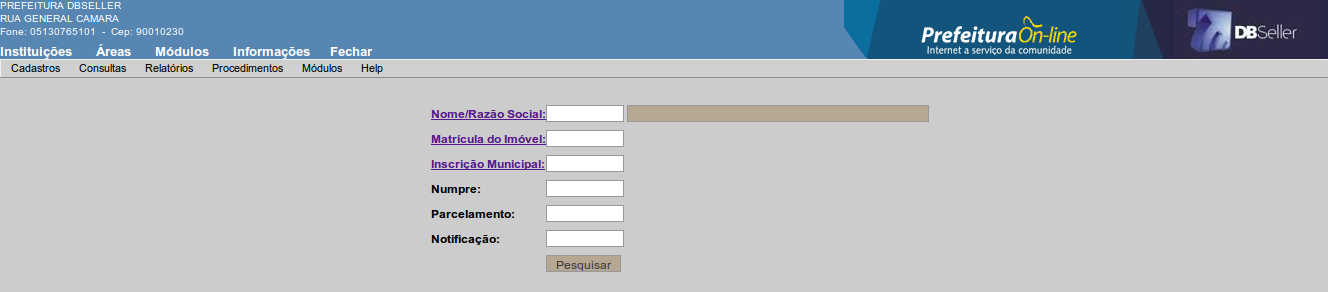 PREFEITURA DBSELLER
RUA GENERAL CAMARA
Fone: 05130765101 - Cep: 90010230
Instituições Áreas Módulos Informações Fechar
PrefeituraOn-line
Internet a serviço da comunidade
DBSeller
Cadastros Consultas Relatórios Procedimentos Módulos Help
Nome/Razão Social:
Matrícula do Imóvel:
Inscrição Municipal:
Numpre:
Parcelamento:
Notificação:
Pesquisar